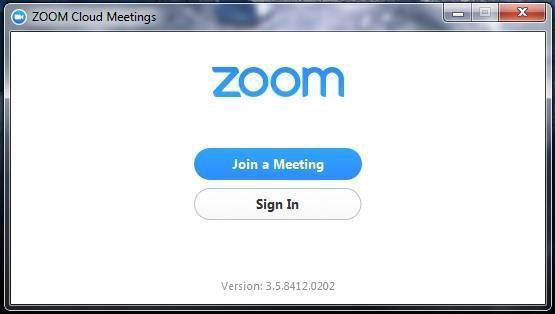 ZOOM Cloud Meetings
zoom
Join a Meeting
Sign In
Version: 3.5.8412.0202